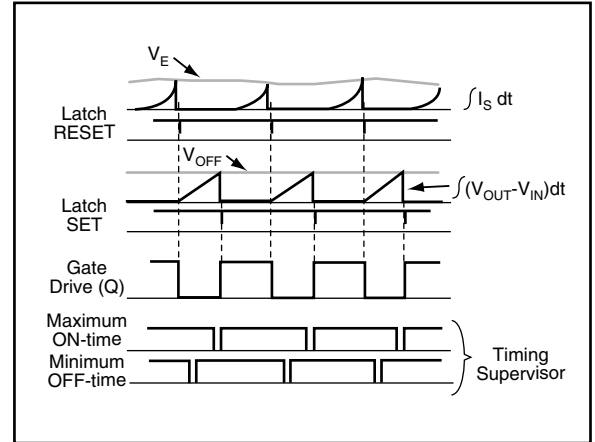 V_E
∫I_S dt
Latch
RESET
V_OFF
∫(V_OUT-V_IN)dt
Latch
SET
Gate
Drive (Q)
Maximum
ON-time
Minimum
OFF-time
Timing
Supervisor